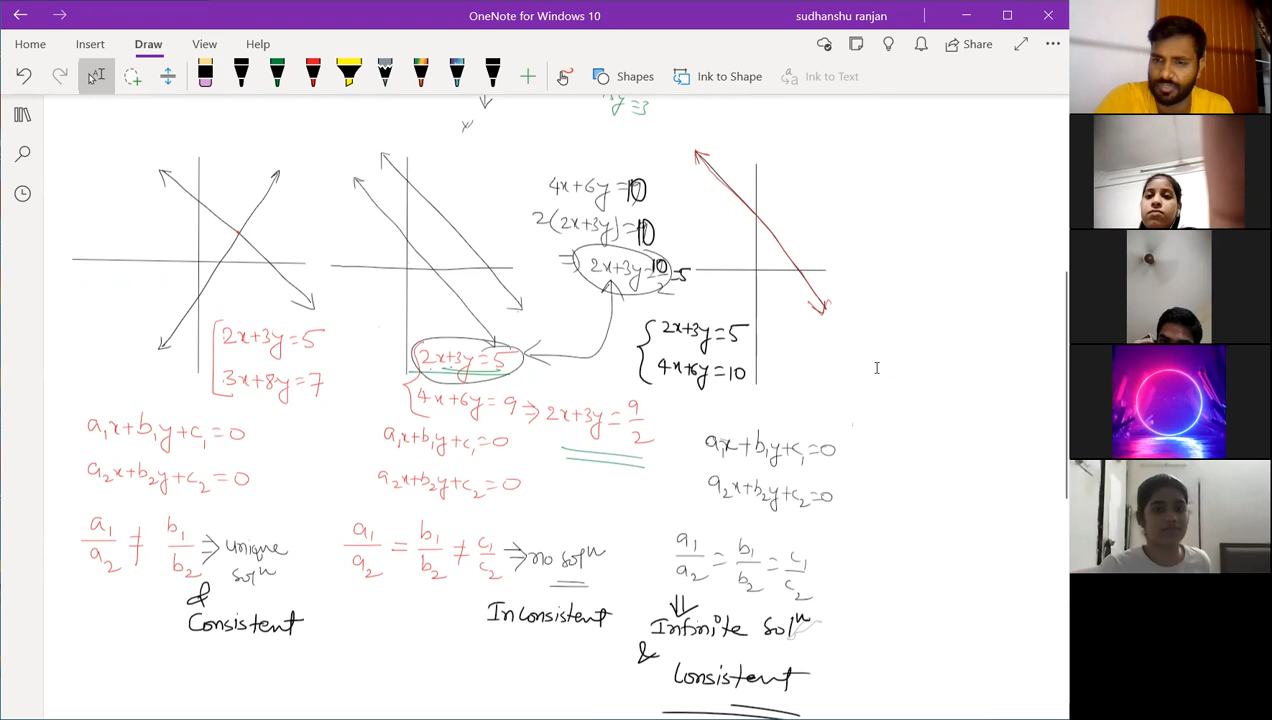 OneNote for Windows 10
sudhanshu ranjan
Home Insert Draw View Help
Share
Shapes
Ink to Shape
Ink to Text
y=3
4x+6y=10
2(2x+3y)=10
⇒ 2x+3y=10/2=5
2x+3y=5
3x+8y=7
2x+3y=5
4x+6y=9 ⇒ 2x+3y=9/2
2x+3y=5
4x+6y=10
a₁x+b₁y+c₁=0
a₂x+b₂y+c₂=0
a₁/a₂ ≠ b₁/b₂ ⇒ unique
solⁿ
&
Consistent
a₁x+b₁y+c₁=0
a₂x+b₂y+c₂=0
a₁/a₂ = b₁/b₂ ≠ c₁/c₂ ⇒ no solⁿ
Inconsistent
a₁x+b₁y+c₁=0
a₂x+b₂y+c₂=0
a₁/a₂ = b₁/b₂ = c₁/c₂
⇓
Infinite solⁿ
&
Consistent